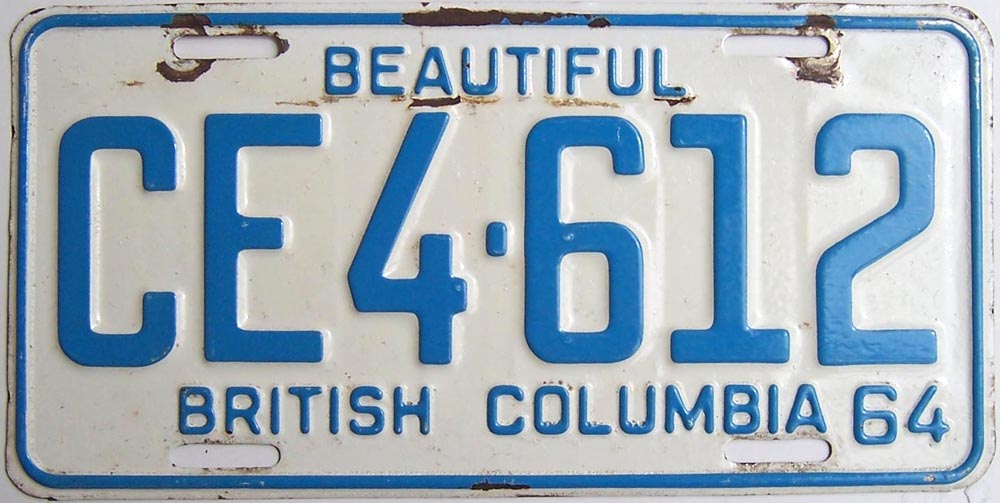 BEAUTIFUL
CE4·612
BRITISH COLUMBIA 64